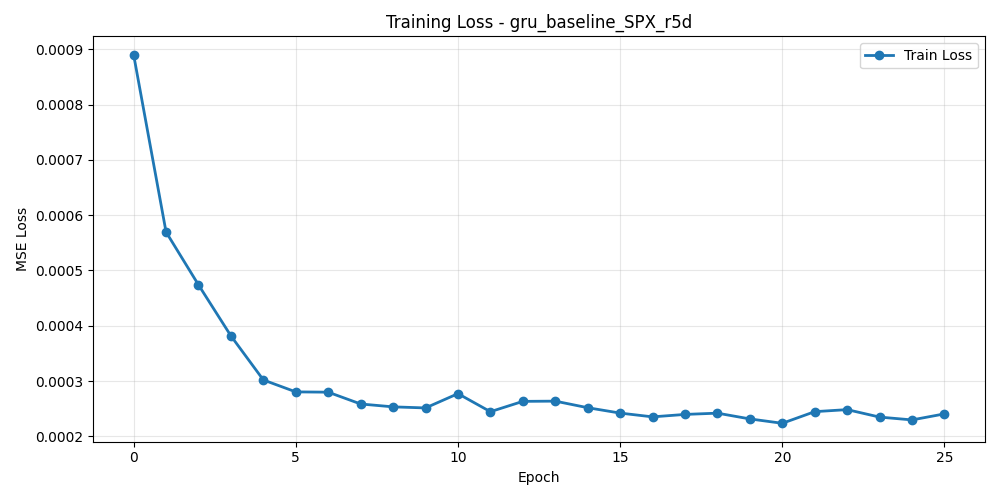 Training Loss - gru_baseline_SPX_r5d
Train Loss
MSE Loss
0.0009
0.0008
0.0007
0.0006
0.0005
0.0004
0.0003
0.0002
0 5 10 15 20 25
Epoch